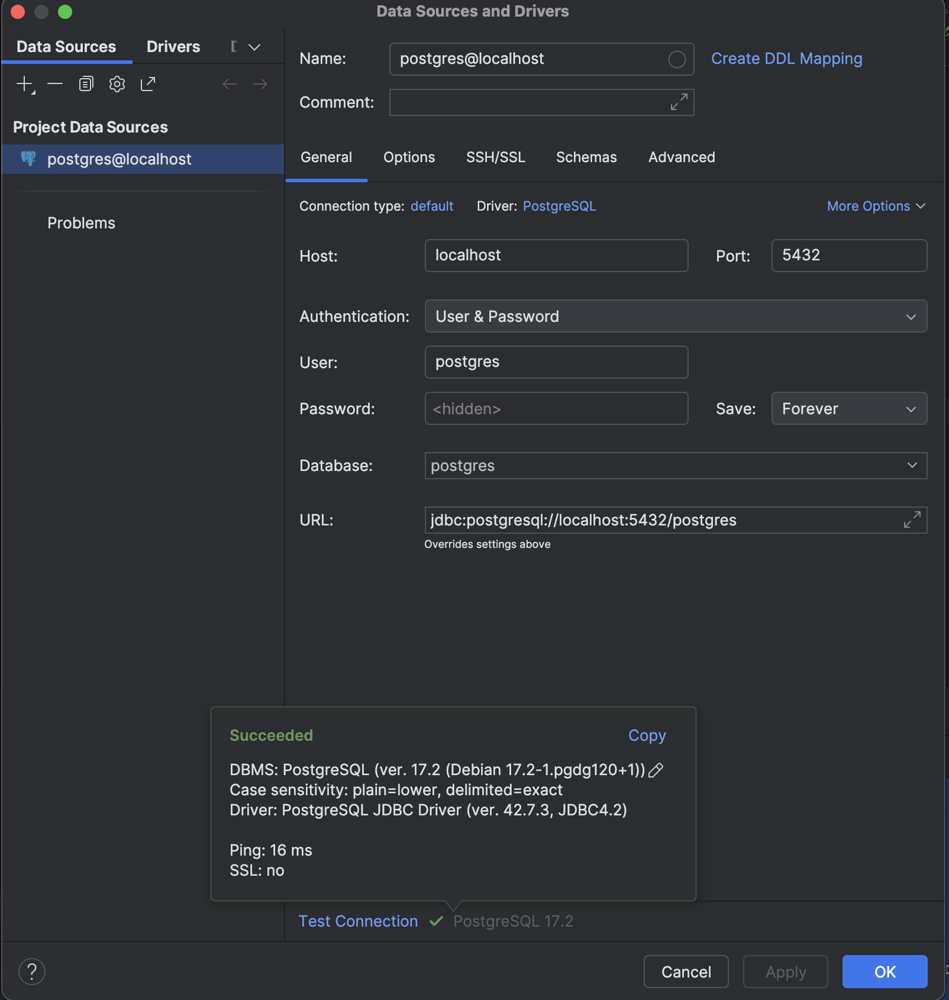 Data Sources and Drivers
Data Sources
Drivers
Project Data Sources
postgres@localhost
Problems
Name:
postgres@localhost
Create DDL Mapping
Comment:
General
Options
SSH/SSL
Schemas
Advanced
Connection type: default
Driver: PostgreSQL
More Options
Host:
localhost
Port:
5432
Authentication:
User & Password
User:
postgres
Password:
<hidden>
Save:
Forever
Database:
postgres
URL:
jdbc:postgresql://localhost:5432/postgres
Overrides settings above
Succeeded
Copy
DBMS: PostgreSQL (ver. 17.2 (Debian 17.2-1.pgdg120+1))
Case sensitivity: plain=lower, delimited=exact
Driver: PostgreSQL JDBC Driver (ver. 42.7.3, JDBC4.2)
Ping: 16 ms
SSL: no
Test Connection
PostgreSQL 17.2
?
Cancel
Apply
OK